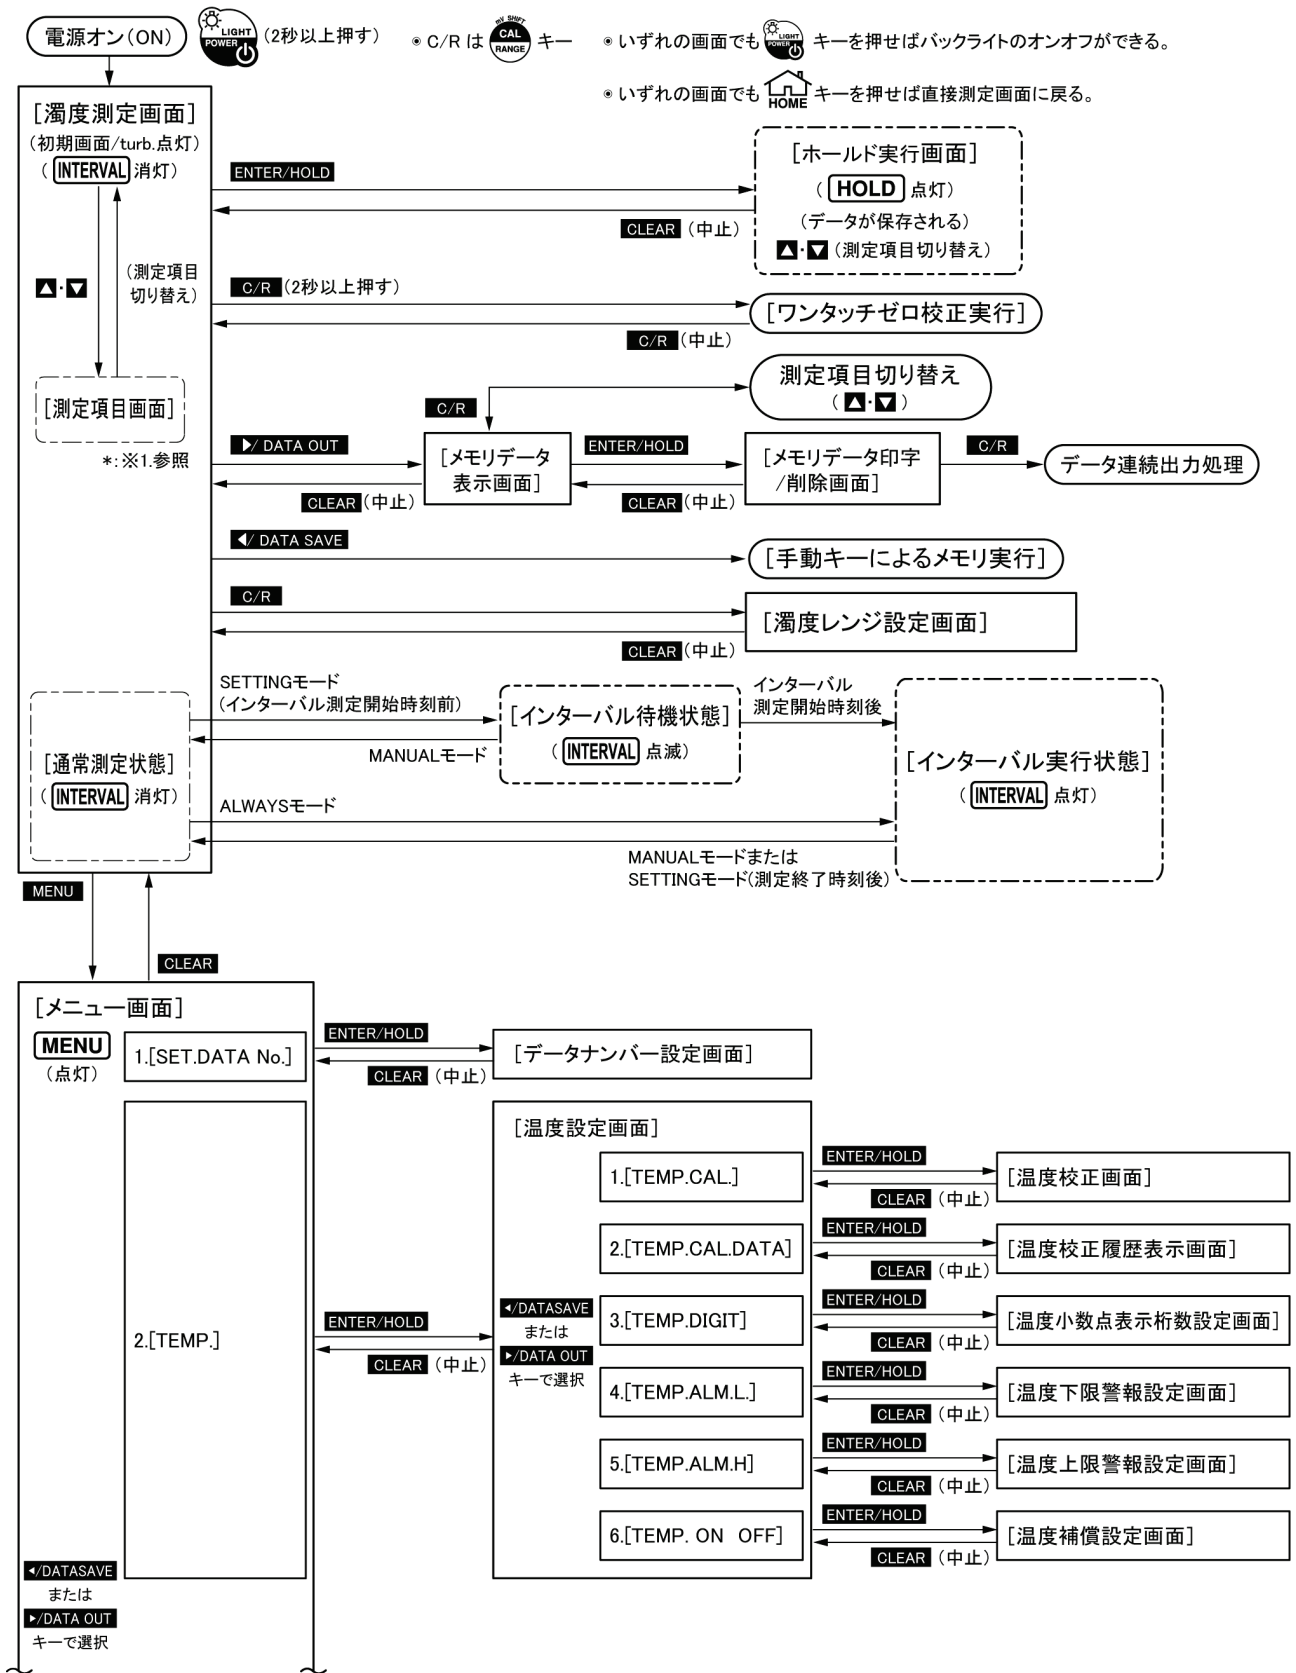 電源オン(ON)
LIGHT
POWER
(2秒以上押す)
◉ C/R は
mV SHIFT
CAL
RANGE
キー
◉ いずれの画面でも
LIGHT
POWER
キーを押せばバックライトのオンオフができる。
◉ いずれの画面でも
HOME
キーを押せば直接測定画面に戻る。
[濁度測定画面]
(初期画面/turb.点灯)
(INTERVAL 消灯)
▲・▼
(測定項目
切り替え)
[測定項目画面]
*:※1.参照
ENTER/HOLD
CLEAR (中止)
[ホールド実行画面]
(HOLD 点灯)
(データが保存される)
▲・▼(測定項目切り替え)
C/R (2秒以上押す)
C/R (中止)
[ワンタッチゼロ校正実行]
測定項目切り替え
(▲・▼)
C/R
▶/ DATA OUT
CLEAR (中止)
[メモリデータ
表示画面]
ENTER/HOLD
CLEAR (中止)
[メモリデータ印字
/削除画面]
C/R
データ連続出力処理
◀/ DATA SAVE
[手動キーによるメモリ実行]
C/R
CLEAR (中止)
[濁度レンジ設定画面]
[通常測定状態]
(INTERVAL 消灯)
SETTINGモード
(インターバル測定開始時刻前)
MANUALモード
[インターバル待機状態]
(INTERVAL 点滅)
インターバル
測定開始時刻後
[インターバル実行状態]
(INTERVAL 点灯)
ALWAYSモード
MANUALモードまたは
SETTINGモード(測定終了時刻後)
MENU
CLEAR
[メニュー画面]
MENU
(点灯)
1.[SET.DATA No.]
ENTER/HOLD
CLEAR (中止)
[データナンバー設定画面]
2.[TEMP.]
ENTER/HOLD
CLEAR (中止)
[温度設定画面]
◀/DATASAVE
または
▶/DATA OUT
キーで選択
1.[TEMP.CAL.]
ENTER/HOLD
CLEAR (中止)
[温度校正画面]
2.[TEMP.CAL.DATA]
ENTER/HOLD
CLEAR (中止)
[温度校正履歴表示画面]
3.[TEMP.DIGIT]
ENTER/HOLD
CLEAR (中止)
[温度小数点表示桁数設定画面]
4.[TEMP.ALM.L.]
ENTER/HOLD
CLEAR (中止)
[温度下限警報設定画面]
5.[TEMP.ALM.H]
ENTER/HOLD
CLEAR (中止)
[温度上限警報設定画面]
6.[TEMP. ON OFF]
ENTER/HOLD
CLEAR (中止)
[温度補償設定画面]
◀/DATASAVE
または
▶/DATA OUT
キーで選択